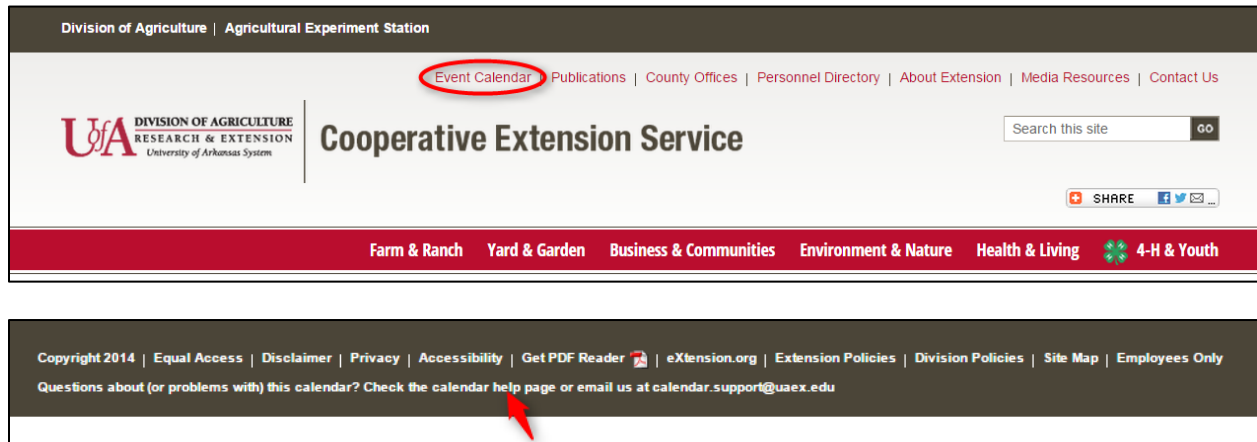 Division of Agriculture | Agricultural Experiment Station
Event Calendar | Publications | County Offices | Personnel Directory | About Extension | Media Resources | Contact Us
UofA DIVISION OF AGRICULTURE
RESEARCH & EXTENSION
University of Arkansas System
Cooperative Extension Service
Search this site GO
SHARE ...
Farm & Ranch Yard & Garden Business & Communities Environment & Nature Health & Living 4-H & Youth
Copyright 2014 | Equal Access | Disclaimer | Privacy | Accessibility | Get PDF Reader | eXtension.org | Extension Policies | Division Policies | Site Map | Employees Only
Questions about (or problems with) this calendar? Check the calendar help page or email us at calendar.support@uaex.edu